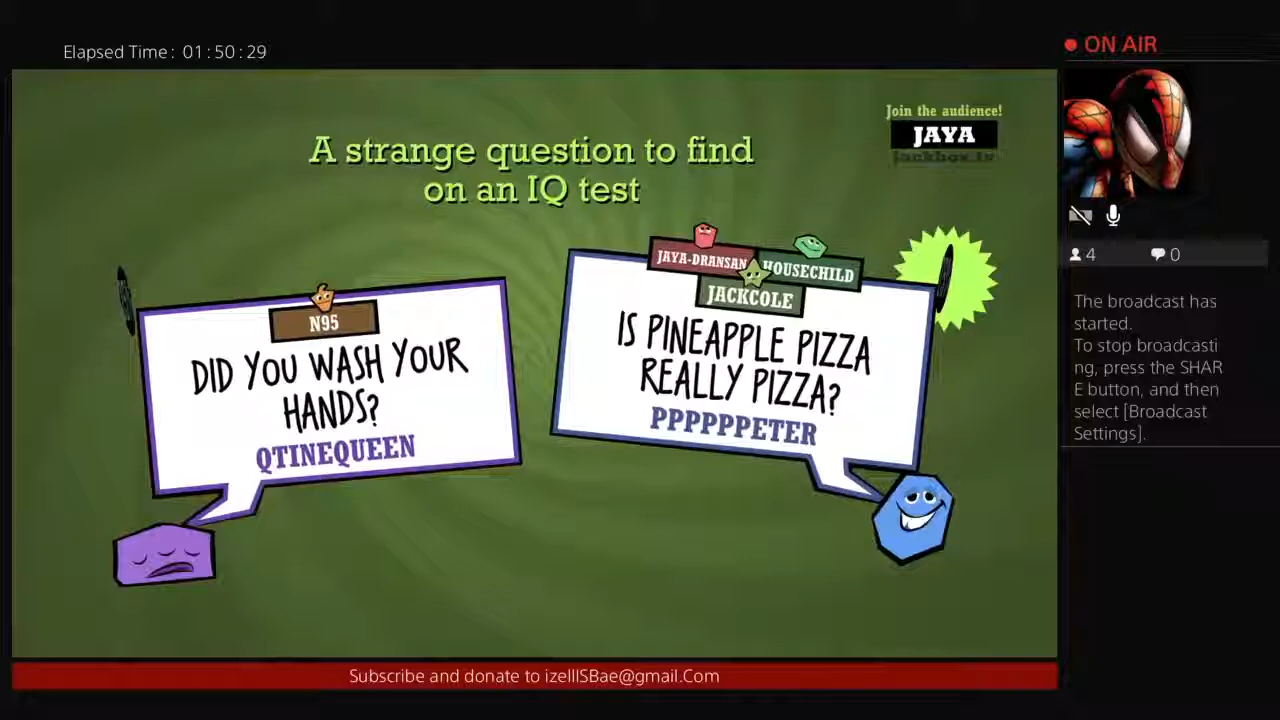 Elapsed Time: 01:50:29
ON AIR
Join the audience!
JAYA
jackbox.tv
A strange question to find
on an IQ test
N95
DID YOU WASH YOUR
HANDS?
QTINEQUEEN
JAYA-DRANSAN
HOUSECHILD
JACKCOLE
IS PINEAPPLE PIZZA
REALLY PIZZA?
PPPPPPETER
4
0
The broadcast has
started.
To stop broadcasti
ng, press the SHAR
E button, and then
select [Broadcast
Settings].
Subscribe and donate to izellISBae@gmail.Com